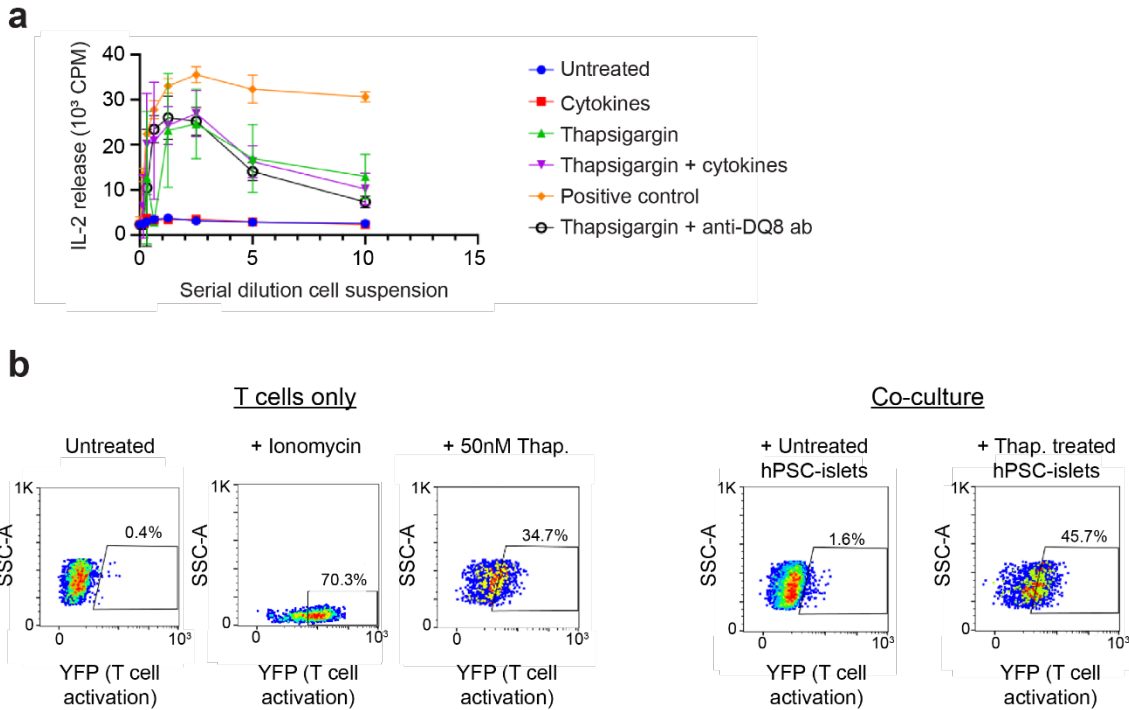 a
IL-2 release (10³ CPM)
40
30
20
10
0
0
5
10
15
Serial dilution cell suspension
Untreated
Cytokines
Thapsigargin
Thapsigargin + cytokines
Positive control
Thapsigargin + anti-DQ8 ab
b
T cells only
Co-culture
Untreated
+ Ionomycin
+ 50nM Thap.
+ Untreated
hPSC-islets
+ Thap. treated
hPSC-islets
1K
SSC-A
0
0.4%
0
10³
YFP (T cell
activation)
1K
SSC-A
0
70.3%
0
10³
YFP (T cell
activation)
1K
SSC-A
0
34.7%
0
10³
YFP (T cell
activation)
1K
SSC-A
0
1.6%
0
10³
YFP (T cell
activation)
1K
SSC-A
0
45.7%
0
10³
YFP (T cell
activation)